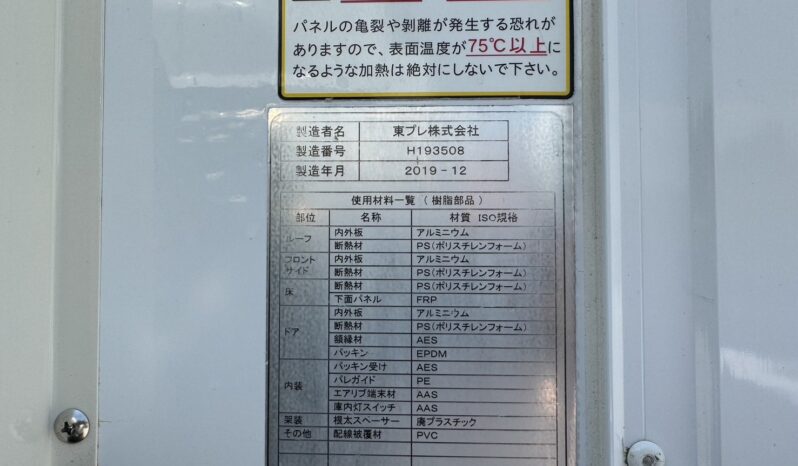 パネルの亀裂や剥離が発生する恐れが
ありますので、表面温度が75℃以上に
なるような加熱は絶対にしないで下さい。
製造者名 東プレ株式会社
製造番号 H193508
製造年月 2019-12
使用材料一覧（樹脂部品）
部位 名称 材質 ISO規格
ルーフ 内外板 アルミニウム
断熱材 PS（ポリスチレンフォーム）
フロント 内外板 アルミニウム
サイド 断熱材 PS（ポリスチレンフォーム）
床 断熱材 PS（ポリスチレンフォーム）
下面パネル FRP
ドア 内外板 アルミニウム
断熱材 PS（ポリスチレンフォーム）
額縁材 AES
パッキン EPDM
内装 パッキン受け AES
バレガイド PE
エアリブ端末材 AAS
庫内灯スイッチ AAS
架装 根太スペーサー 廃プラスチック
その他 配線被覆材 PVC